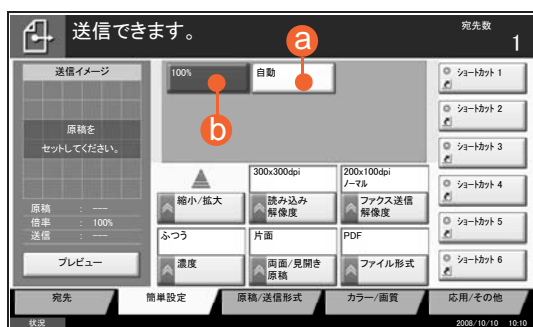 送信できます。
宛先数
1
送信イメージ
原稿を
セットしてください。
原稿 : ---
倍率 : 100%
送信 : ---
プレビュー
100%
自動
a
b
縮小/拡大
300x300dpi
読み込み
解像度
200x100dpi
ノーマル
ファクス送信
解像度
ふつう
濃度
片面
両面/見開き
原稿
PDF
ファイル形式
ショートカット 1
ショートカット 2
ショートカット 3
ショートカット 4
ショートカット 5
ショートカット 6
宛先
簡単設定
原稿/送信形式
カラー/画質
応用/その他
状況
2008/10/10 10:10